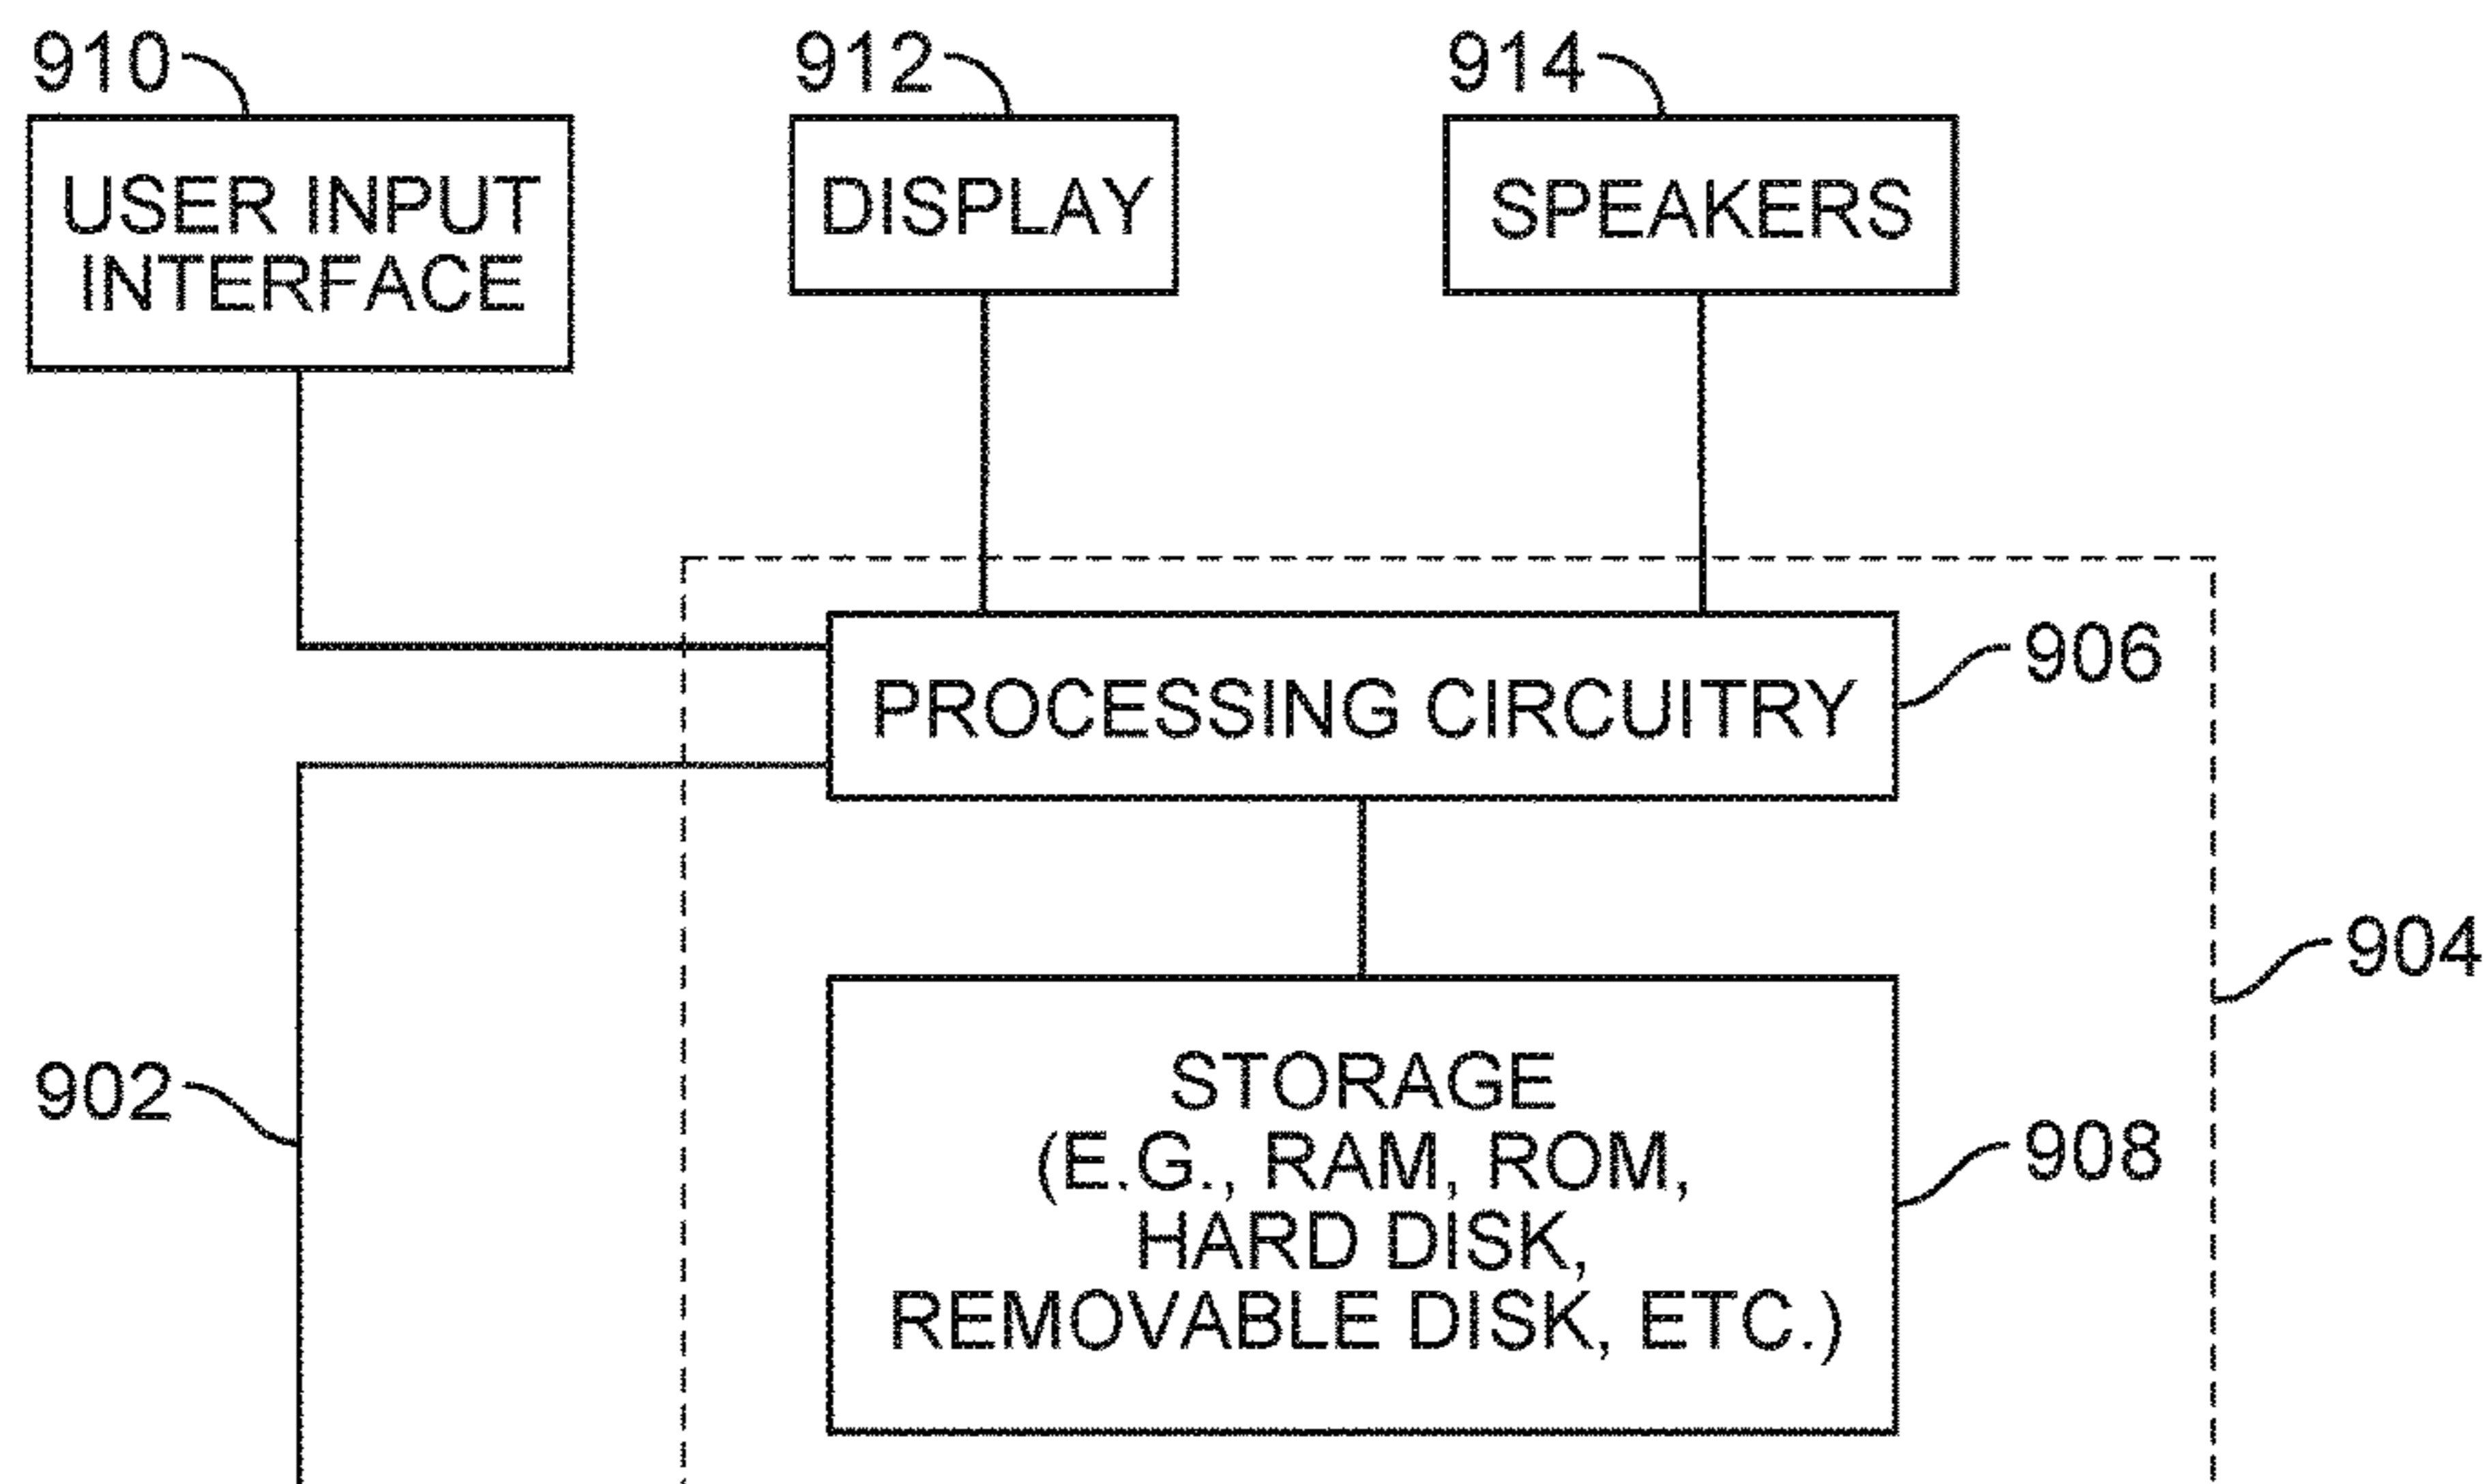 910
912
914
USER INPUT
INTERFACE
DISPLAY
SPEAKERS
906
PROCESSING CIRCUITRY
904
902
STORAGE
(E.G., RAM, ROM,
HARD DISK,
REMOVABLE DISK, ETC.)
908